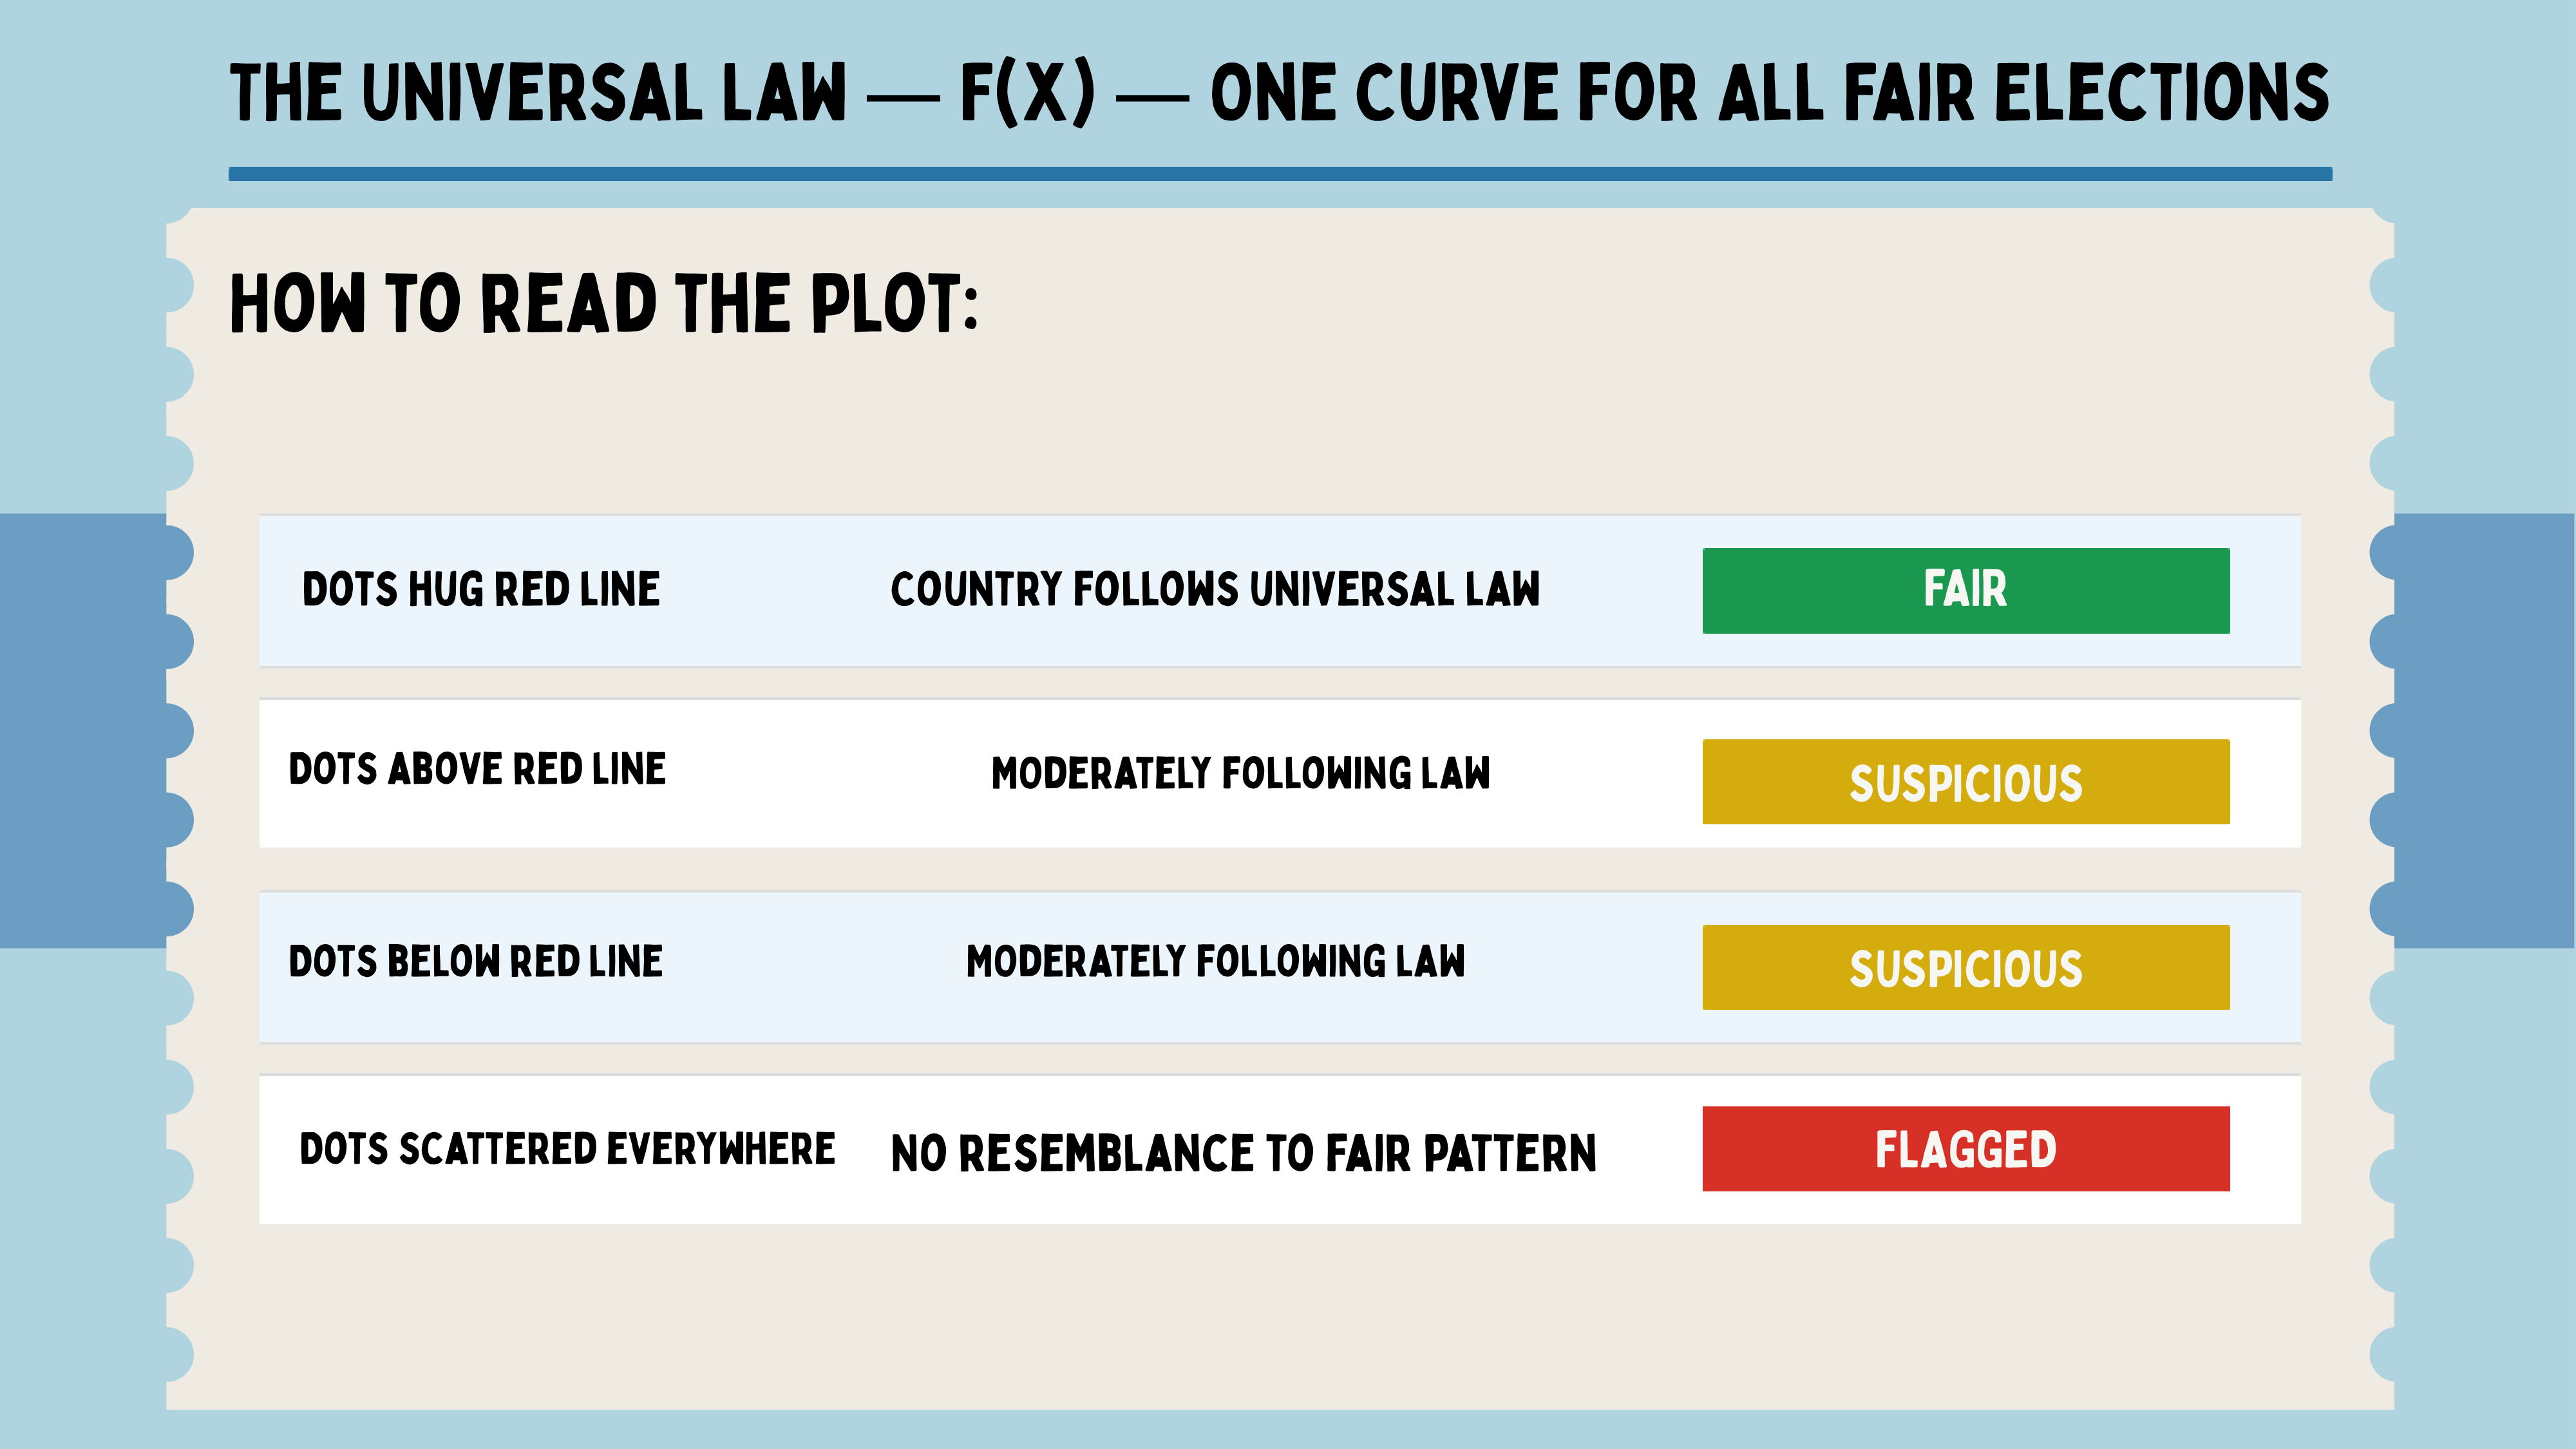 THE UNIVERSAL LAW — F(X) — ONE CURVE FOR ALL FAIR ELECTIONS
HOW TO READ THE PLOT:
DOTS HUG RED LINE COUNTRY FOLLOWS UNIVERSAL LAW FAIR
DOTS ABOVE RED LINE MODERATELY FOLLOWING LAW SUSPICIOUS
DOTS BELOW RED LINE MODERATELY FOLLOWING LAW SUSPICIOUS
DOTS SCATTERED EVERYWHERE NO RESEMBLANCE TO FAIR PATTERN FLAGGED